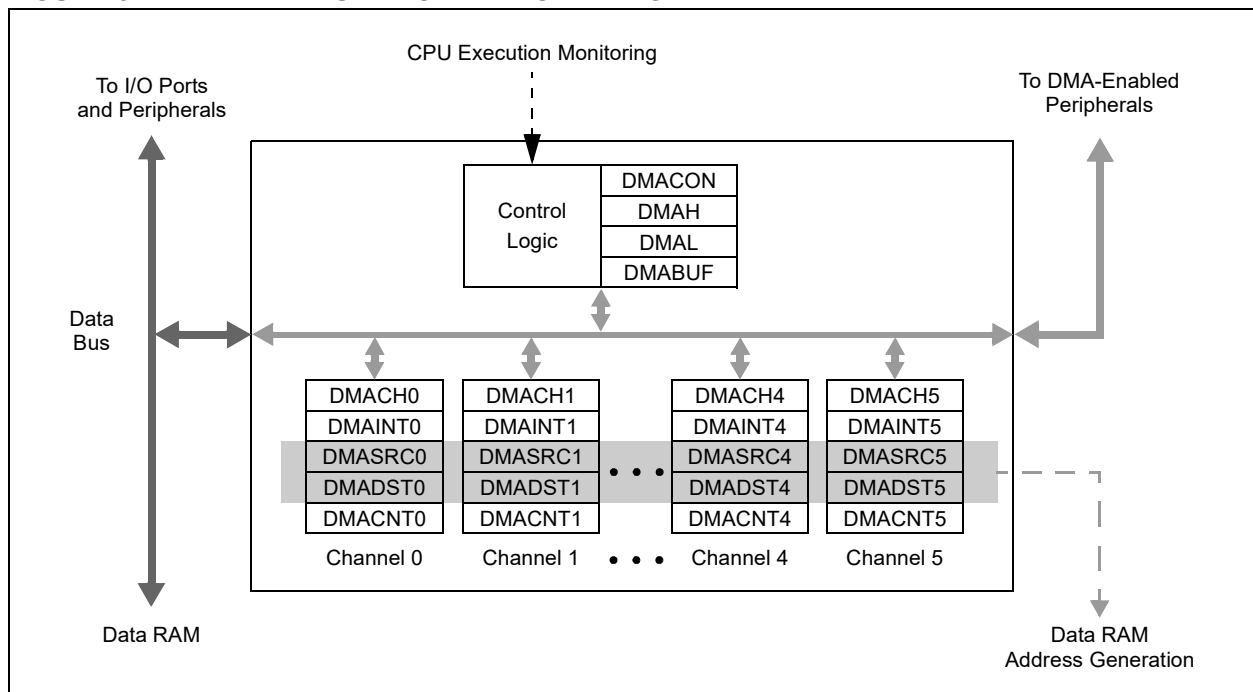 CPU Execution Monitoring
To I/O Ports
and Peripherals
To DMA-Enabled
Peripherals
Control
Logic
DMACON
DMAH
DMAL
DMABUF
Data
Bus
DMACH0
DMAINT0
DMASRC0
DMADST0
DMACNT0
Channel 0
DMACH1
DMAINT1
DMASRC1
DMADST1
DMACNT1
Channel 1
DMACH4
DMAINT4
DMASRC4
DMADST4
DMACNT4
Channel 4
DMACH5
DMAINT5
DMASRC5
DMADST5
DMACNT5
Channel 5
Data RAM
Data RAM
Address Generation